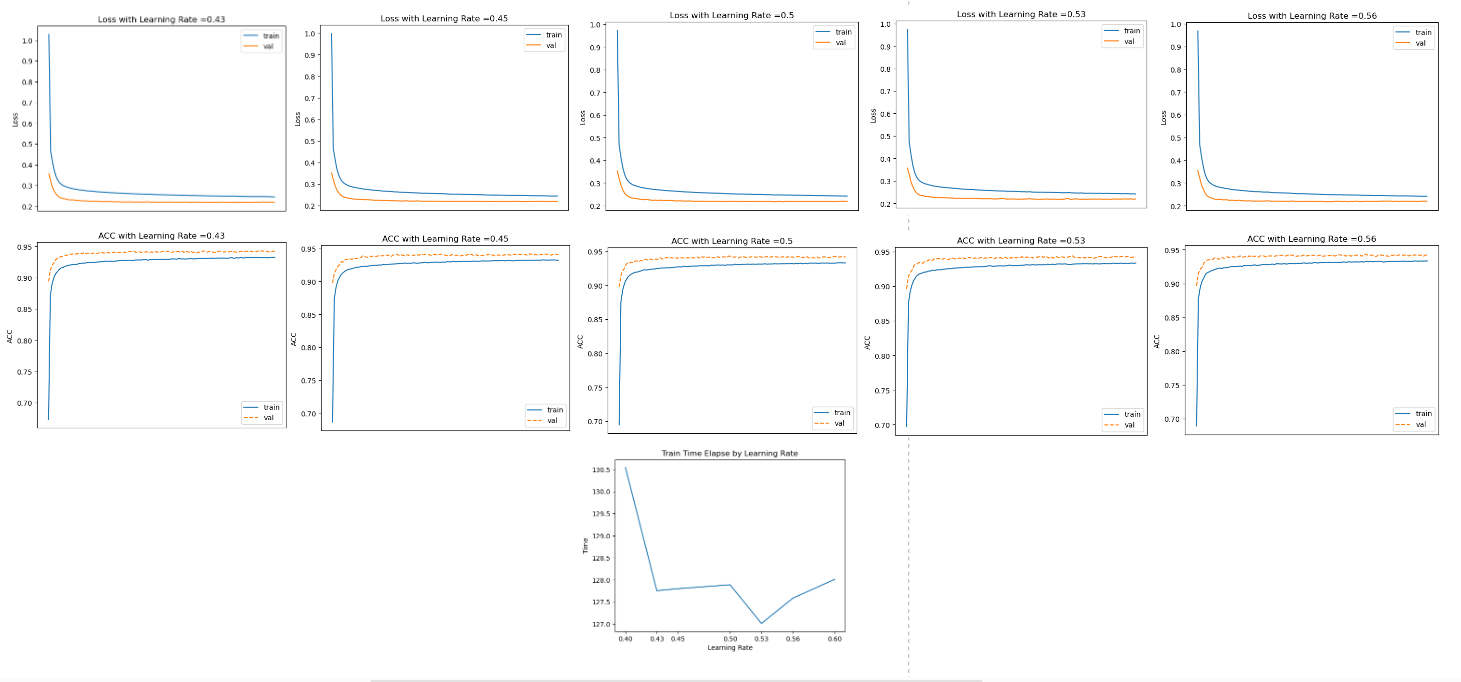 Loss with Learning Rate =0.43
train
val
1.0
0.9
0.8
0.7
0.6
0.5
0.4
0.3
0.2
Loss
Loss with Learning Rate =0.45
train
val
1.0
0.9
0.8
0.7
0.6
0.5
0.4
0.3
0.2
Loss
Loss with Learning Rate =0.5
train
val
1.0
0.9
0.8
0.7
0.6
0.5
0.4
0.3
0.2
Loss
Loss with Learning Rate =0.53
train
val
1.0
0.9
0.8
0.7
0.6
0.5
0.4
0.3
0.2
Loss
Loss with Learning Rate =0.56
train
val
1.0
0.9
0.8
0.7
0.6
0.5
0.4
0.3
0.2
Loss
ACC with Learning Rate =0.43
0.95
0.90
0.85
0.80
0.75
0.70
ACC
train
val
ACC with Learning Rate =0.45
0.95
0.90
0.85
0.80
0.75
0.70
ACC
train
val
ACC with Learning Rate =0.5
0.95
0.90
0.85
0.80
0.75
0.70
ACC
train
val
ACC with Learning Rate =0.53
0.95
0.90
0.85
0.80
0.75
0.70
ACC
train
val
ACC with Learning Rate =0.56
0.95
0.90
0.85
0.80
0.75
0.70
ACC
train
val
Train Time Elapse by Learning Rate
130.5
130.0
129.5
129.0
128.5
128.0
127.5
127.0
Time
0.40 0.43 0.45 0.50 0.53 0.56 0.60
Learning Rate